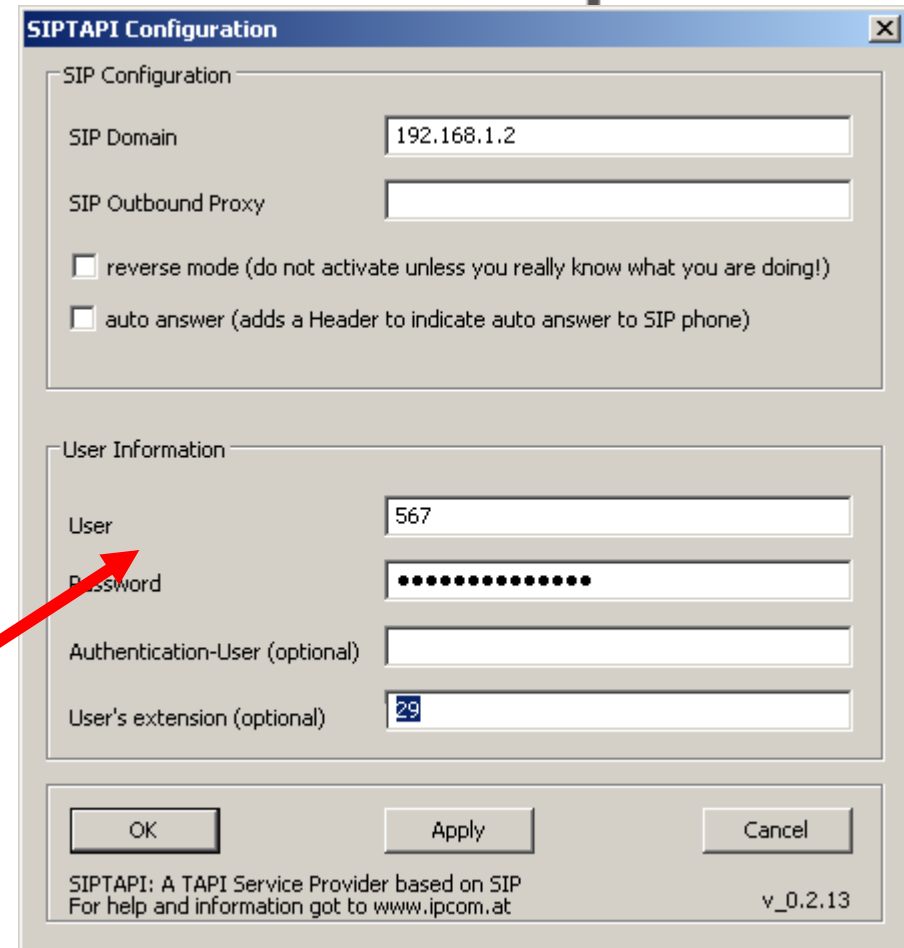 SIPTAPI Configuration
SIP Configuration
SIP Domain 192.168.1.2
SIP Outbound Proxy
reverse mode (do not activate unless you really know what you are doing!)
auto answer (adds a Header to indicate auto answer to SIP phone)
User Information
User 567
Password ●●●●●●●●●●●●●●
Authentication-User (optional)
User's extension (optional) 29
OK Apply Cancel
SIPTAPI: A TAPI Service Provider based on SIP
For help and information got to www.ipcom.at v_0.2.13